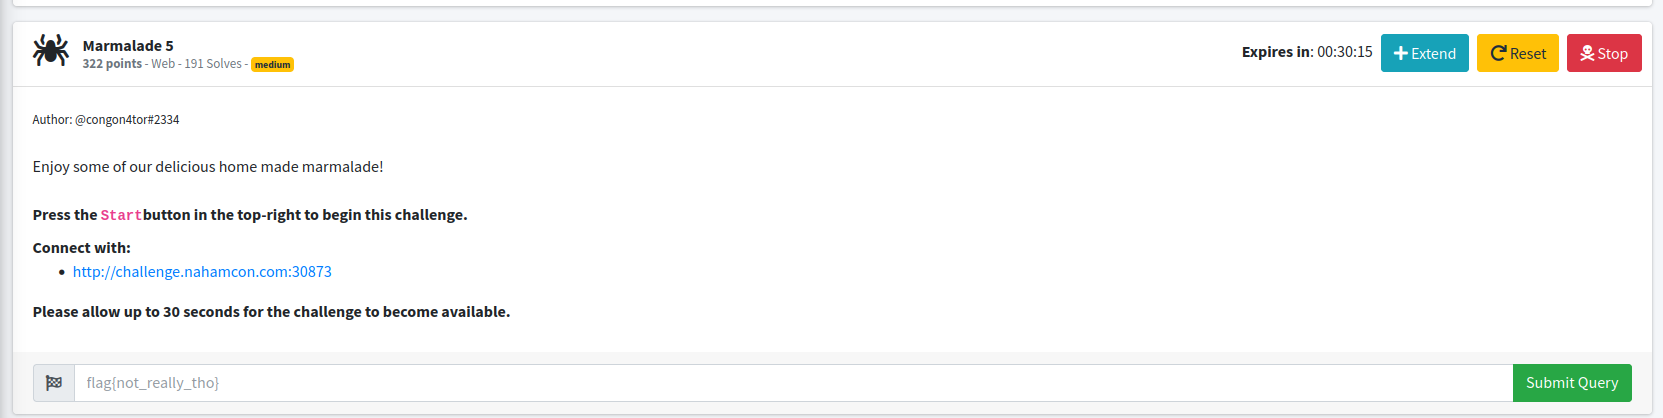 Marmalade 5
322 points - Web - 191 Solves - medium
Expires in: 00:30:15
Extend
Reset
Stop
Author: @congon4tor#2334
Enjoy some of our delicious home made marmalade!
Press the Startbutton in the top-right to begin this challenge.
Connect with:
• http://challenge.nahamcon.com:30873
Please allow up to 30 seconds for the challenge to become available.
flag{not_really_tho}
Submit Query